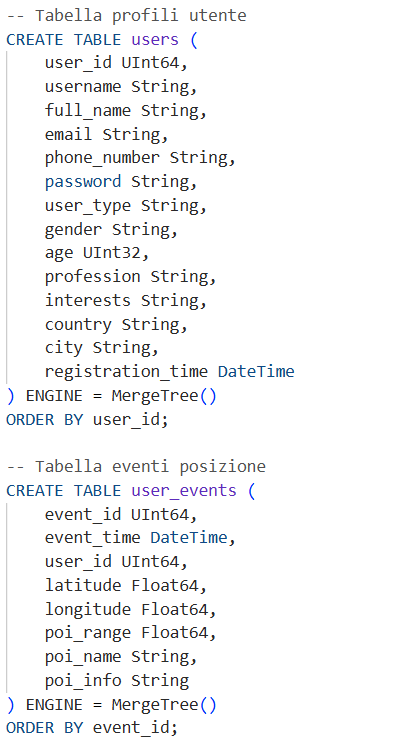 -- Tabella profili utente
CREATE TABLE users (
    user_id UInt64,
    username String,
    full_name String,
    email String,
    phone_number String,
    password String,
    user_type String,
    gender String,
    age UInt32,
    profession String,
    interests String,
    country String,
    city String,
    registration_time DateTime
) ENGINE = MergeTree()
ORDER BY user_id;

-- Tabella eventi posizione
CREATE TABLE user_events (
    event_id UInt64,
    event_time DateTime,
    user_id UInt64,
    latitude Float64,
    longitude Float64,
    poi_range Float64,
    poi_name String,
    poi_info String
) ENGINE = MergeTree()
ORDER BY event_id;